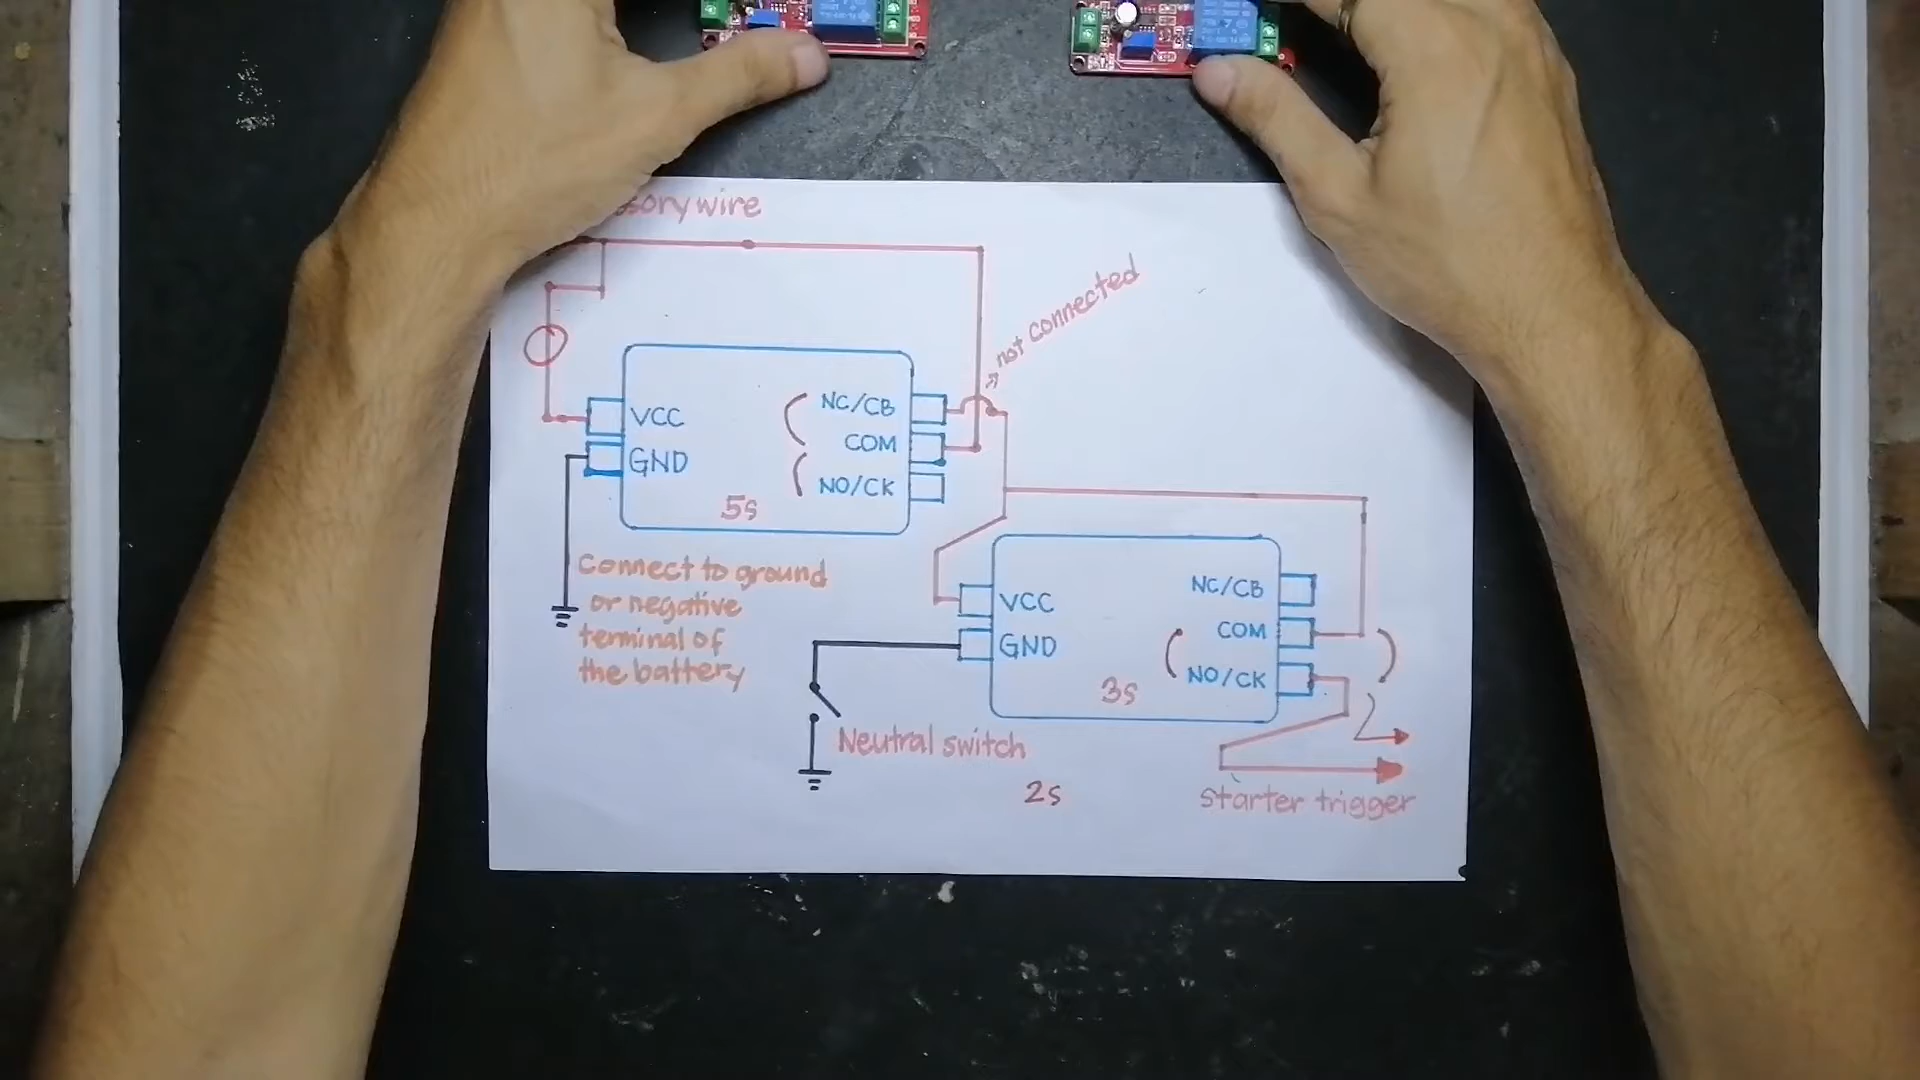 wire
not connected
VCC
GND
NC/CB
COM
NO/CK
5s
Connect to ground
or negative
terminal of
the battery
VCC
GND
NC/CB
COM
NO/CK
3s
Neutral switch
2s
starter trigger